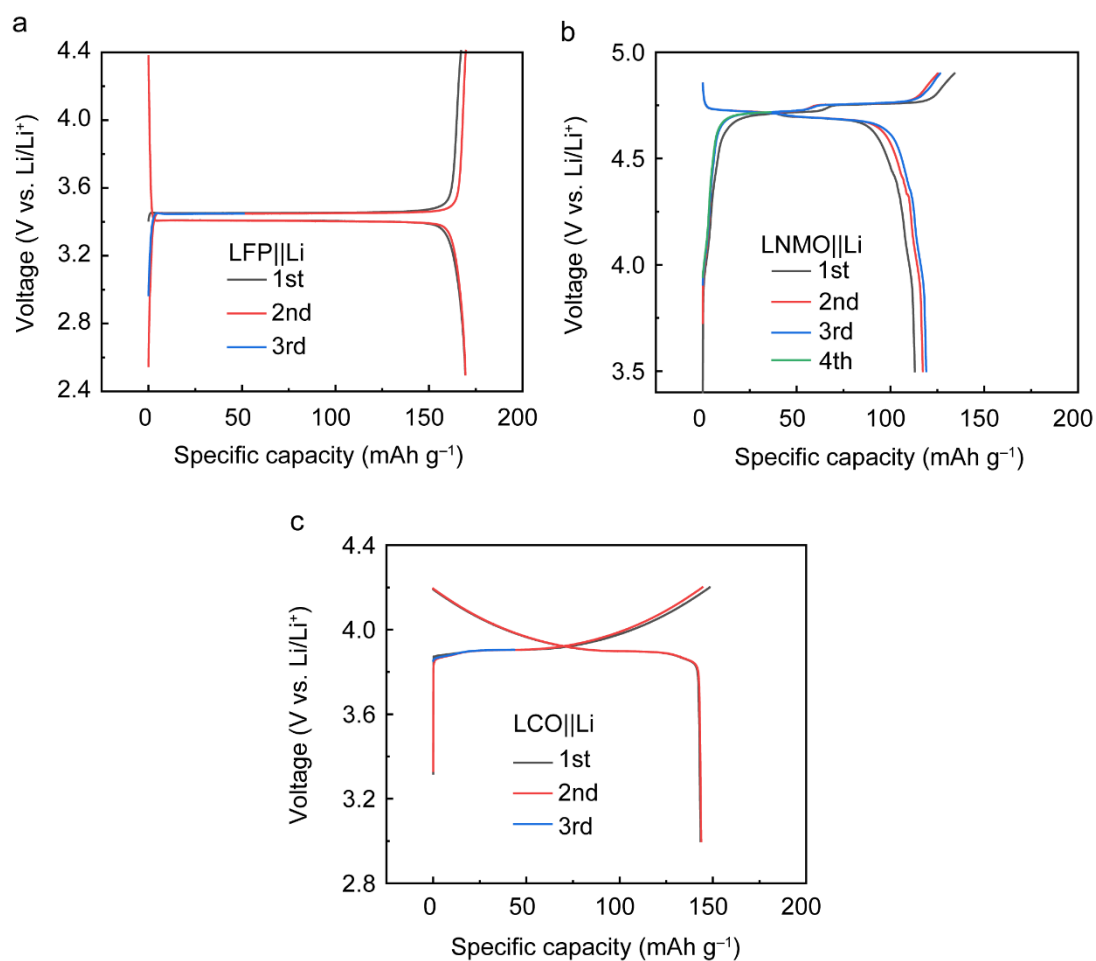 a
4.4
4.0
3.6
3.2
2.8
2.4
Voltage (V vs. Li/Li⁺)
LFP||Li
1st
2nd
3rd
0 50 100 150 200
Specific capacity (mAh g⁻¹)
b
5.0
4.5
4.0
3.5
Voltage (V vs. Li/Li⁺)
LNMO||Li
1st
2nd
3rd
4th
0 50 100 150 200
Specific capacity (mAh g⁻¹)
c
4.4
4.0
3.6
3.2
2.8
Voltage (V vs. Li/Li⁺)
LCO||Li
1st
2nd
3rd
0 50 100 150 200
Specific capacity (mAh g⁻¹)